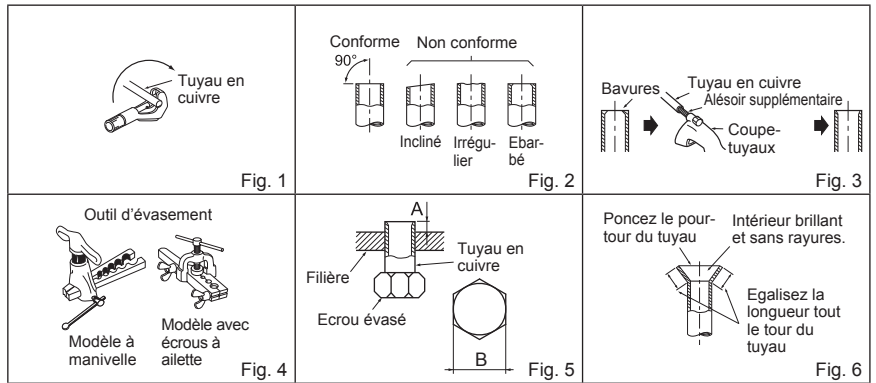 Tuyau en
cuivre
Fig. 1
Conforme
Non conforme
90°
Incliné
Irrégu-
lier
Ebar-
bé
Fig. 2
Bavures
Tuyau en cuivre
Alésoir supplémentaire
Coupe-
tuyaux
Fig. 3
Outil d’évasement
Modèle à
manivelle
Modèle avec
écrous à
ailette
Fig. 4
A
Tuyau en
cuivre
Filière
Ecrou évasé
B
Fig. 5
Poncez le pour-
tour du tuyau
Intérieur brillant
et sans rayures.
Egalisez la
longueur tout
le tour du
tuyau
Fig. 6